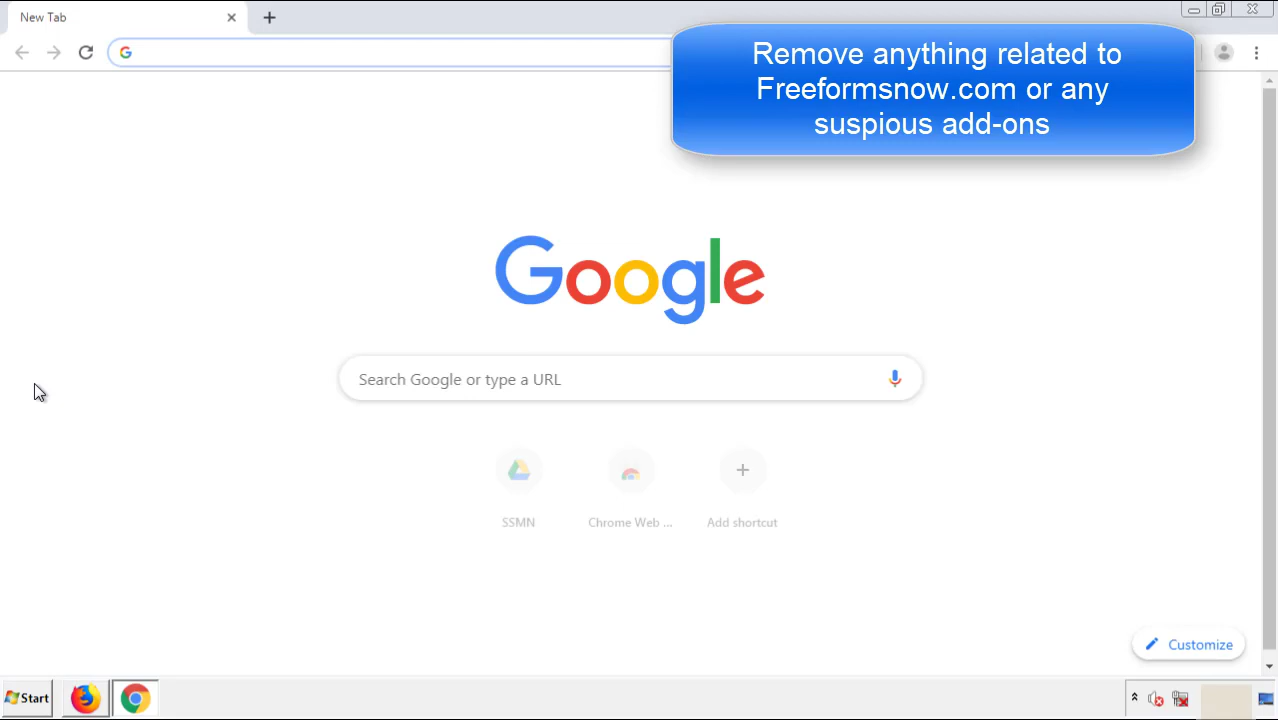 New Tab
Remove anything related to
Freeformsnow.com or any
suspious add-ons
Google
Search Google or type a URL
SSMN
Chrome Web ...
Add shortcut
Customize
Start